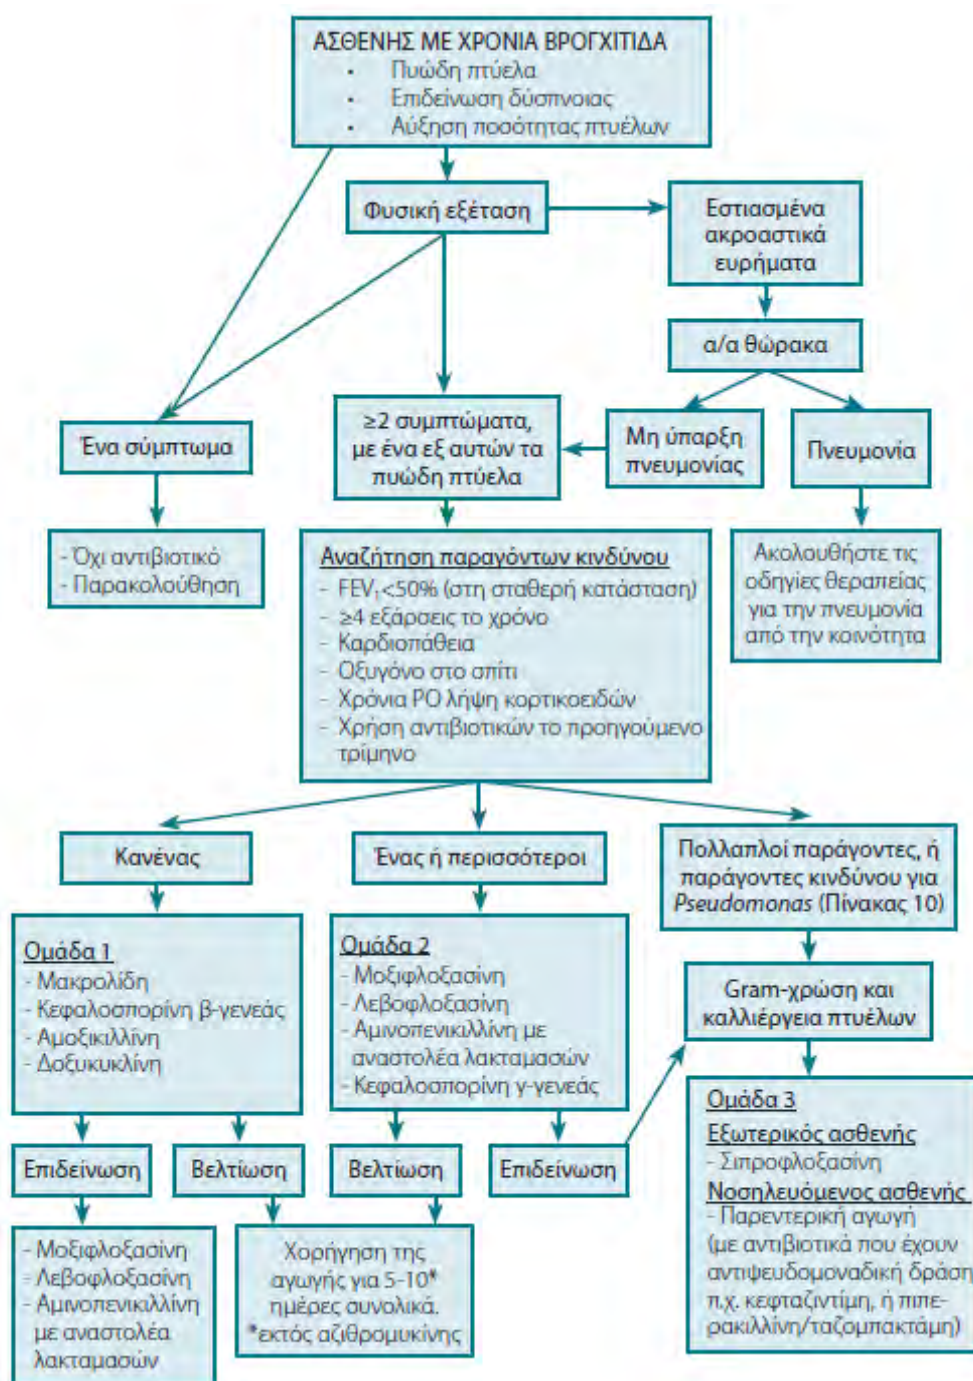 ΑΣΘΕΝΗΣ ΜΕ ΧΡΟΝΙΑ ΒΡΟΓΧΙΤΙΔΑ
• Πυώδη πτύελα
• Επιδείνωση δύσπνοιας
• Αύξηση ποσότητας πτυέλων
Φυσική εξέταση
Εστιασμένα
ακροαστικά
ευρήματα
α/α θώρακα
Ένα σύμπτωμα
≥2 συμπτώματα,
με ένα εξ αυτών τα
πυώδη πτύελα
Μη ύπαρξη
πνευμονίας
Πνευμονία
- Όχι αντιβιοτικό
- Παρακολούθηση
Αναζήτηση παραγόντων κινδύνου
- FEV₁<50% (στη σταθερή κατάσταση)
- ≥4 εξάρσεις το χρόνο
- Καρδιοπάθεια
- Οξυγόνο στο σπίτι
- Χρόνια PO λήψη κορτικοειδών
- Χρήση αντιβιοτικών το προηγούμενο
τρίμηνο
Ακολουθήστε τις
οδηγίες θεραπείας
για την πνευμονία
από την κοινότητα
Κανένας
Ένας ή περισσότεροι
Πολλαπλοί παράγοντες, ή
παράγοντες κινδύνου για
Pseudomonas (Πίνακας 10)
Ομάδα 1
- Μακρολίδη
- Κεφαλοσπορίνη β-γενεάς
- Αμοξικιλλίνη
- Δοξυκυκλίνη
Ομάδα 2
- Μοξιφλοξασίνη
- Λεβοφλοξασίνη
- Αμινοπενικιλλίνη με
αναστολέα λακταμασών
- Κεφαλοσπορίνη γ-γενεάς
Gram-χρώση και
καλλιέργεια πτυέλων
Επιδείνωση
Βελτίωση
Βελτίωση
Επιδείνωση
Ομάδα 3
Εξωτερικός ασθενής
- Σιπροφλοξασίνη
Νοσηλευόμενος ασθενής
- Παρεντερική αγωγή
(με αντιβιοτικά που έχουν
αντιψευδομοναδική δράση
π.χ. κεφταζιντίμη, ή πιπε-
ρακιλλίνη/ταζομπακτάμη)
- Μοξιφλοξασίνη
- Λεβοφλοξασίνη
- Αμινοπενικιλλίνη
με αναστολέα
λακταμασών
Χορήγηση της
αγωγής για 5-10*
ημέρες συνολικά.
*εκτός αζιθρομυκίνης